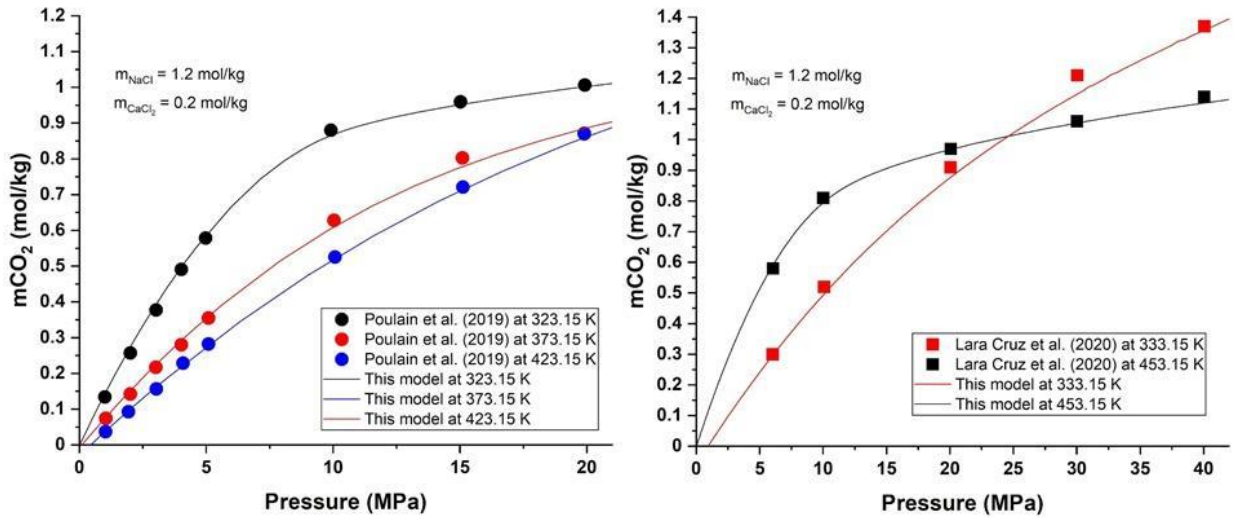 1.2
1.1
1
0.9
0.8
0.7
0.6
0.5
0.4
0.3
0.2
0.1
0
mCO₂ (mol/kg)
m_NaCl = 1.2 mol/kg
m_CaCl₂ = 0.2 mol/kg
Poulain et al. (2019) at 323.15 K
Poulain et al. (2019) at 373.15 K
Poulain et al. (2019) at 423.15 K
This model at 323.15 K
This model at 373.15 K
This model at 423.15 K
0 5 10 15 20
Pressure (MPa)
1.4
1.3
1.2
1.1
1
0.9
0.8
0.7
0.6
0.5
0.4
0.3
0.2
0.1
0
mCO₂ (mol/kg)
m_NaCl = 1.2 mol/kg
m_CaCl₂ = 0.2 mol/kg
Lara Cruz et al. (2020) at 333.15 K
Lara Cruz et al. (2020) at 453.15 K
This model at 333.15 K
This model at 453.15 K
0 5 10 15 20 25 30 35 40
Pressure (MPa)